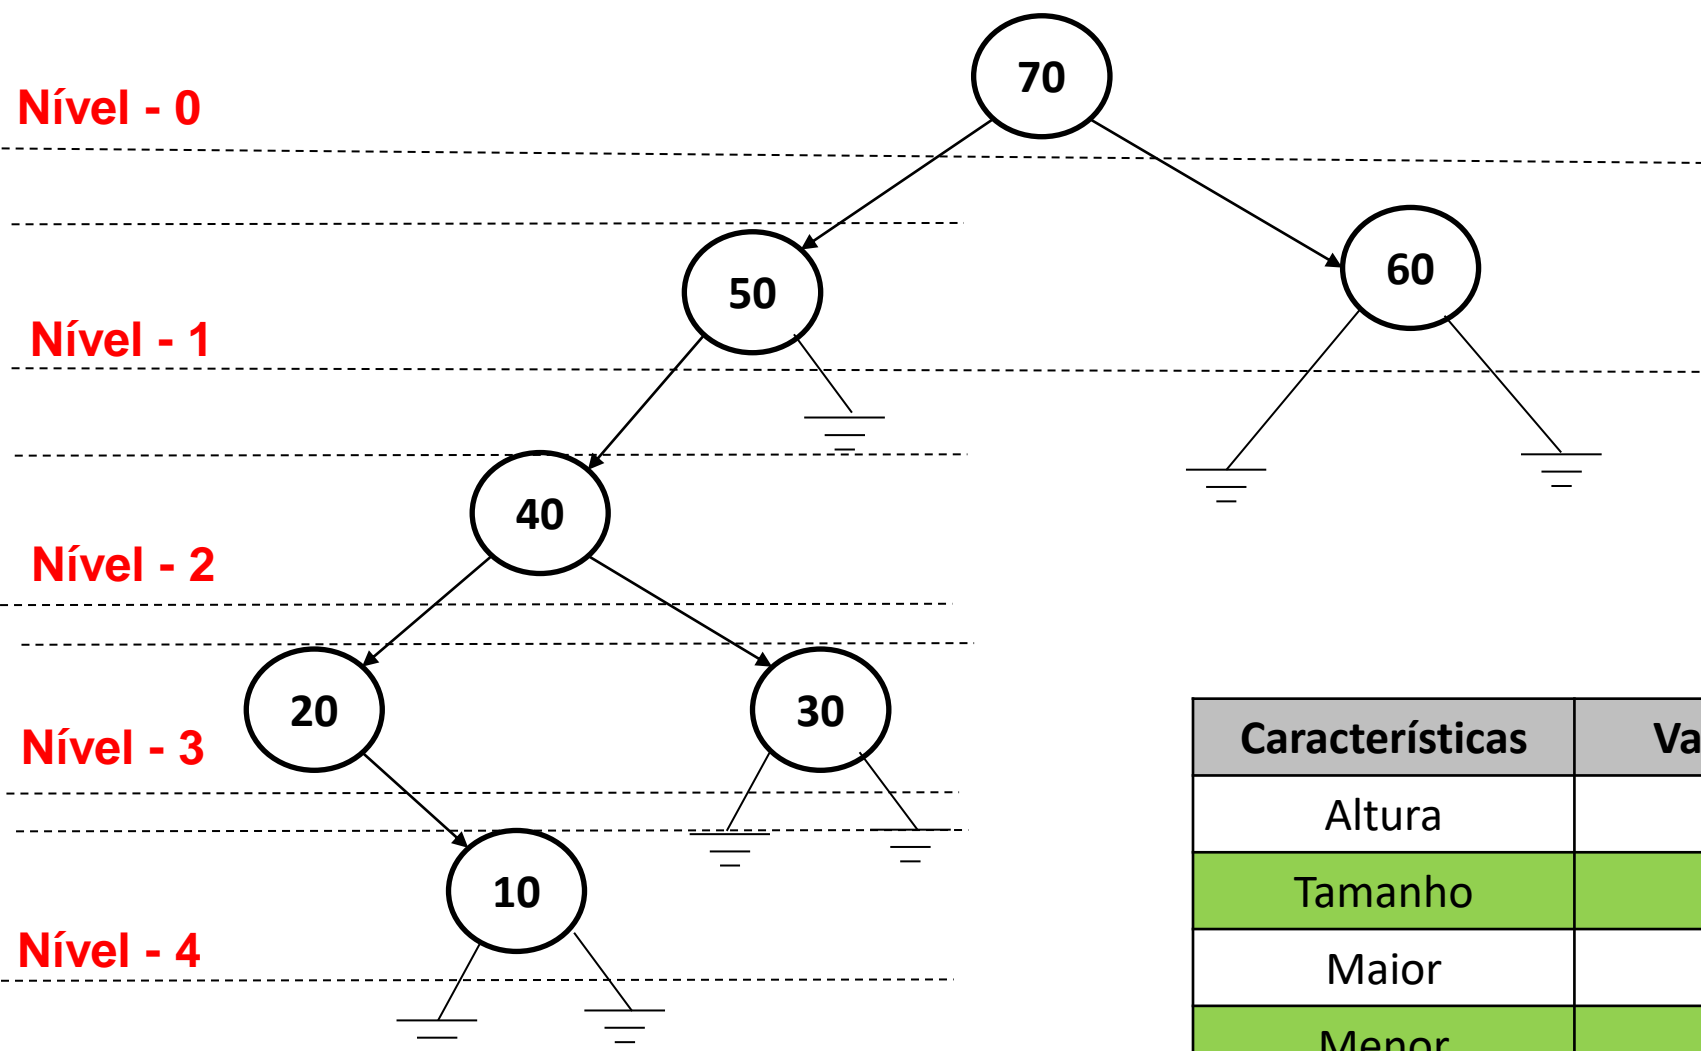 70
Nível - 0
50
60
Nível - 1
40
Nível - 2
20
30
Nível - 3
10
Nível - 4
Características
Altura
Tamanho
Maior
Menor